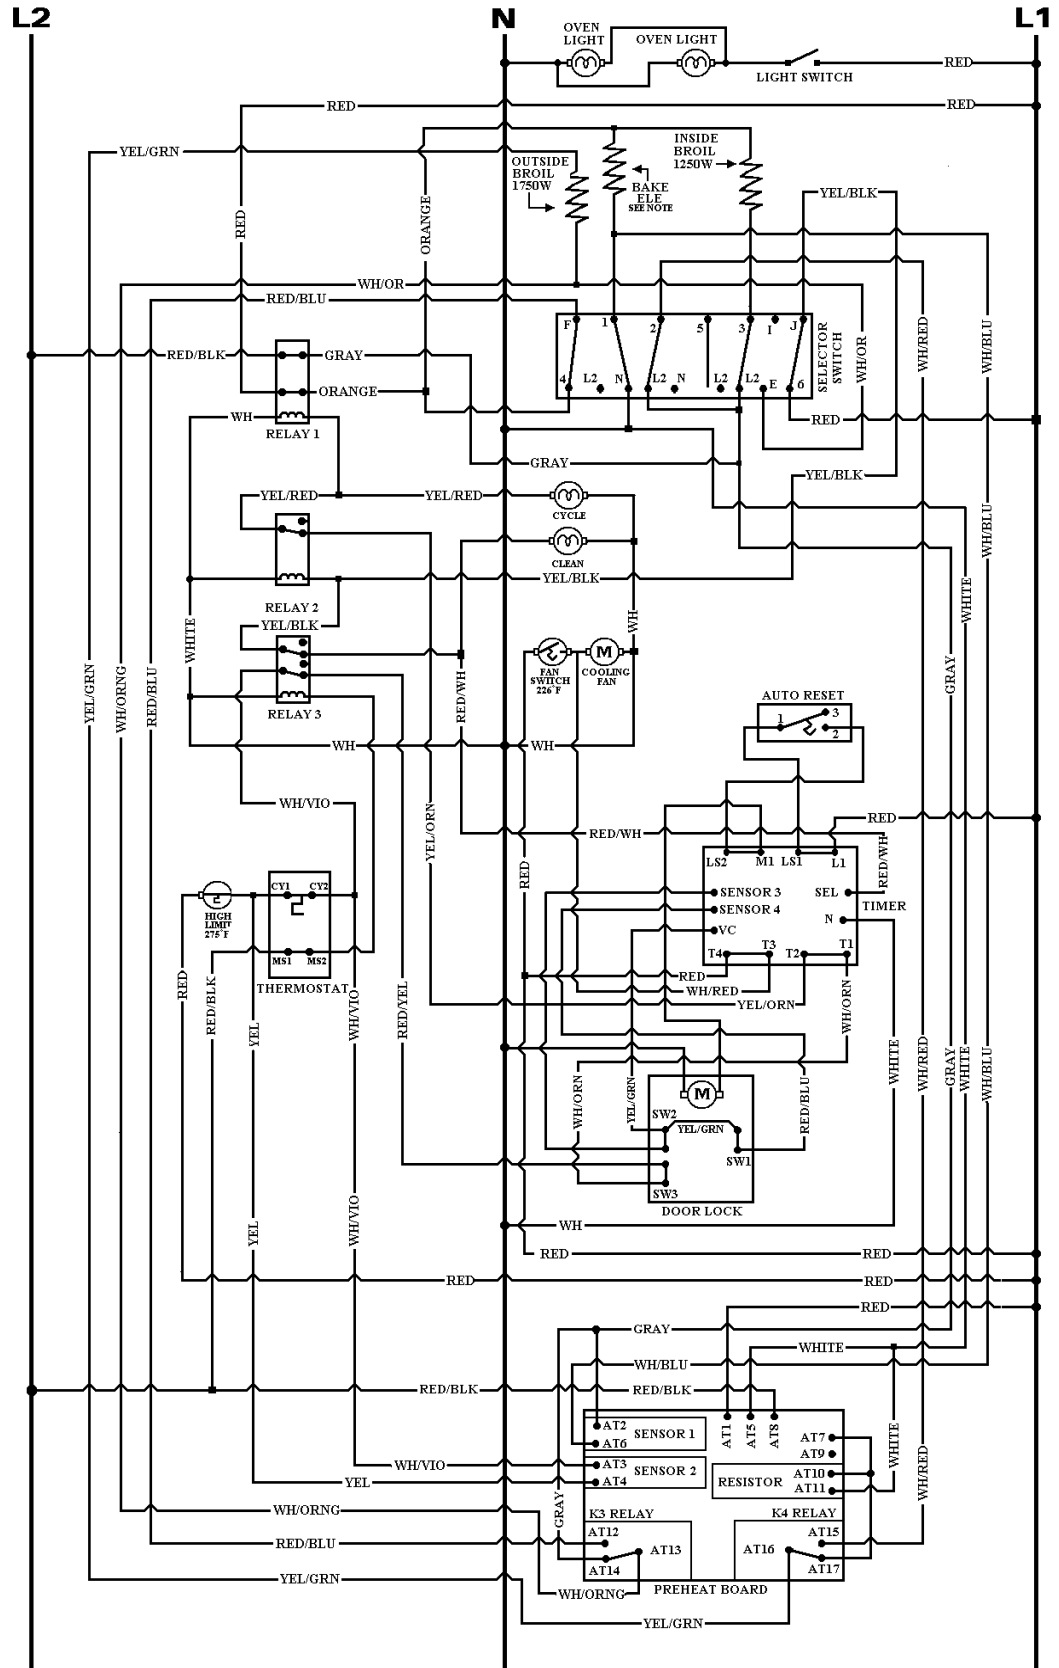 L2 N L1
OVEN
LIGHT
OVEN LIGHT
LIGHT SWITCH
RED
RED
RED
YEL/GRN
OUTSIDE
BROIL
1750W
BAKE
ELE
SEE NOTE
INSIDE
BROIL
1250W
YEL/BLK
RED
ORANGE
WH/OR
RED/BLU
F 1 2 5 3 I J
4 L2 N L2 N L2 L2 E 6
SELECTOR
SWITCH
WH/OR
WH/RED
WH/BLU
RED/BLK
GRAY
ORANGE
WH
RELAY 1
RED
GRAY
YEL/BLK
YEL/RED
YEL/RED
CYCLE
CLEAN
WH/BLU
YEL/BLK
RELAY 2
YEL/BLK
WHITE
WH
WHITE
RELAY 3
FAN
SWITCH
226°F
M
COOLING
FAN
YEL/GRN
WH/ORNG
RED/BLU
RED/WH
GRAY
AUTO RESET
1 3
2
WH
WH
WH/VIO
YEL/ORN
RED/WH
RED
RED/WH
RED
LS2 M1 LS1 L1
SENSOR 3
SEL
SENSOR 4
TIMER
N
VC
T4 T3 T2 T1
CY1 CY2
HIGH
LIMIT
275°F
MS1 MS2
THERMOSTAT
RED
RED/BLK
YEL
WH/VIO
RED/YEL
RED
WH/RED
YEL/ORN
WH/ORN
WHITE
WH/RED
GRAY
WHITE
WH/BLU
WH/ORN
YEL/GRN
RED/BLU
M
SW2
YEL/GRN
SW1
SW3
DOOR LOCK
YEL
WH/VIO
WH
RED
RED
RED
RED
RED
GRAY
WHITE
WH/BLU
RED/BLK
RED/BLK
AT2
SENSOR 1
AT6
AT1
AT5
AT8
AT7
AT9
WHITE
WH/RED
WH/VIO
AT3
SENSOR 2
AT4
YEL
RESISTOR
AT10
AT11
WH/ORNG
GRAY
K3 RELAY
K4 RELAY
AT12
AT13
AT14
AT15
AT16
AT17
RED/BLU
YEL/GRN
WH/ORNG
PREHEAT BOARD
YEL/GRN